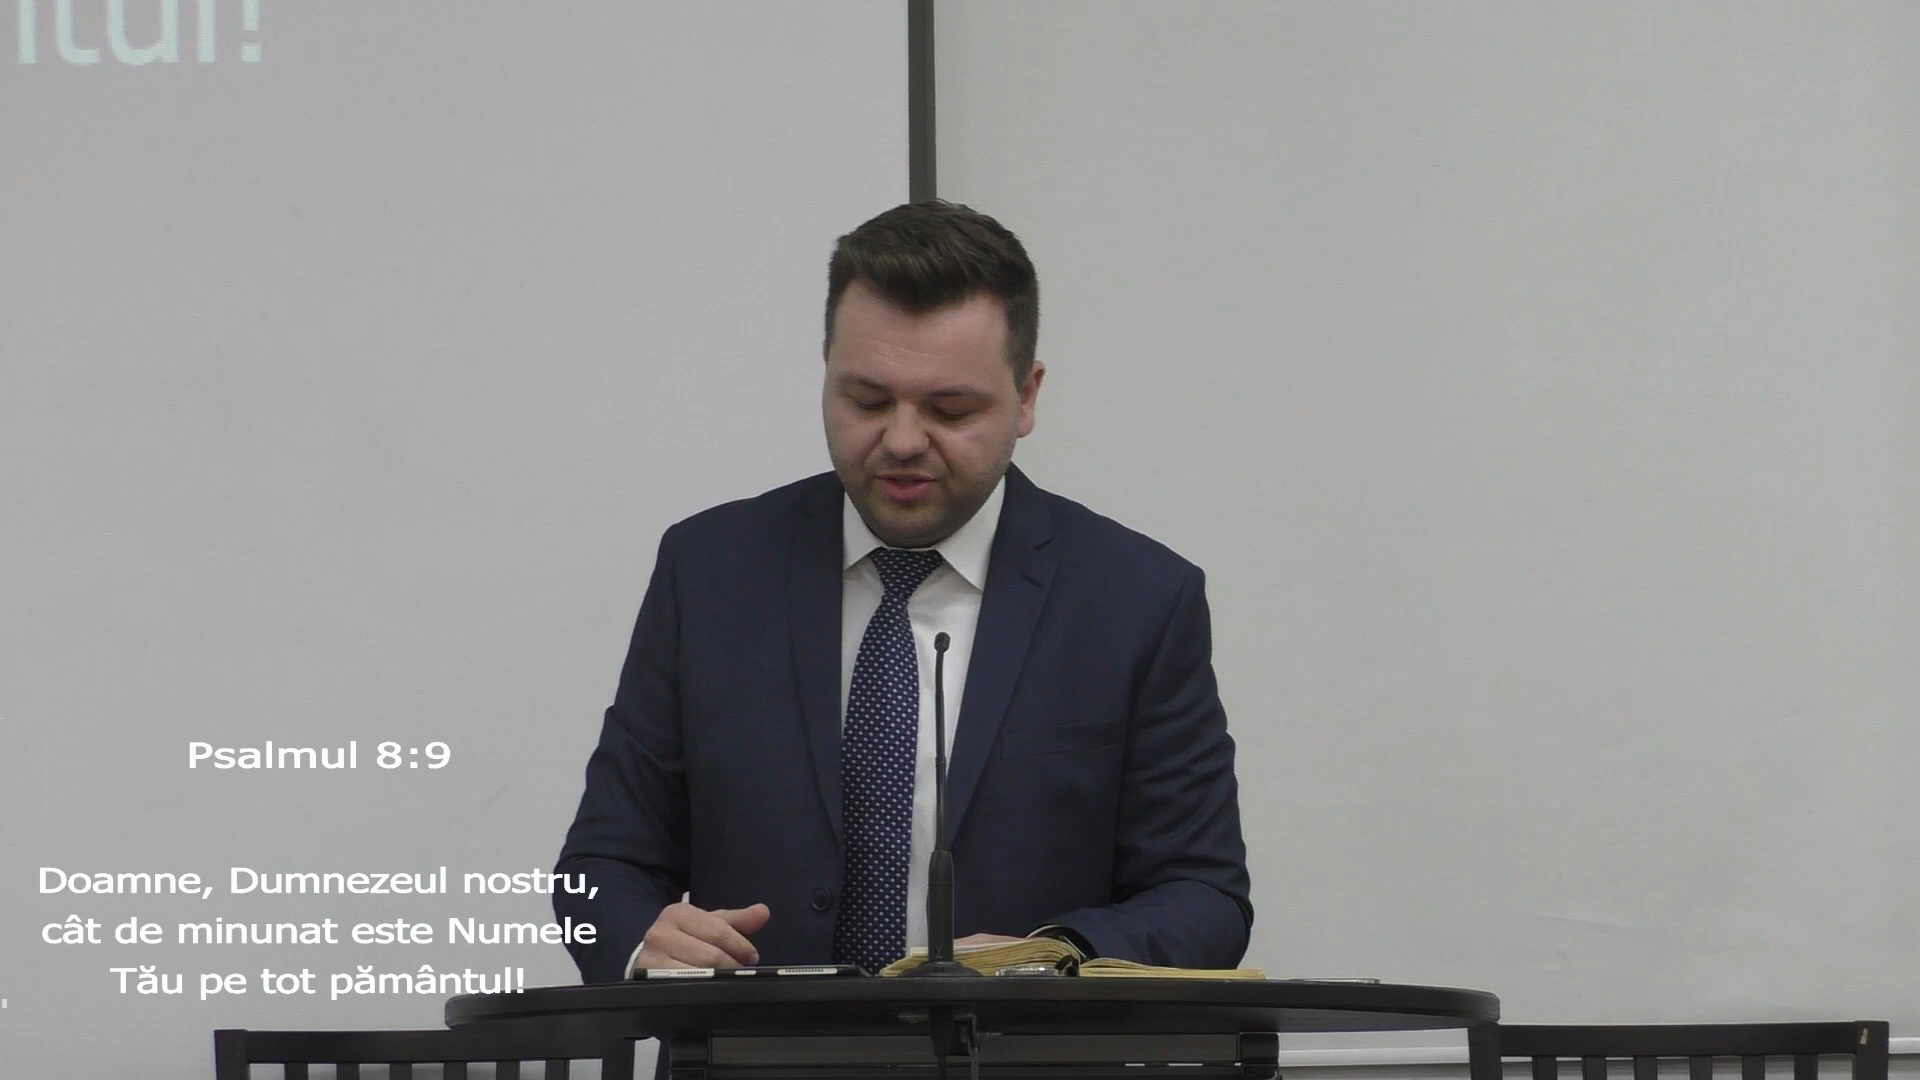 Psalmul 8:9
Doamne, Dumnezeul nostru,
cât de minunat este Numele
Tău pe tot pământul!